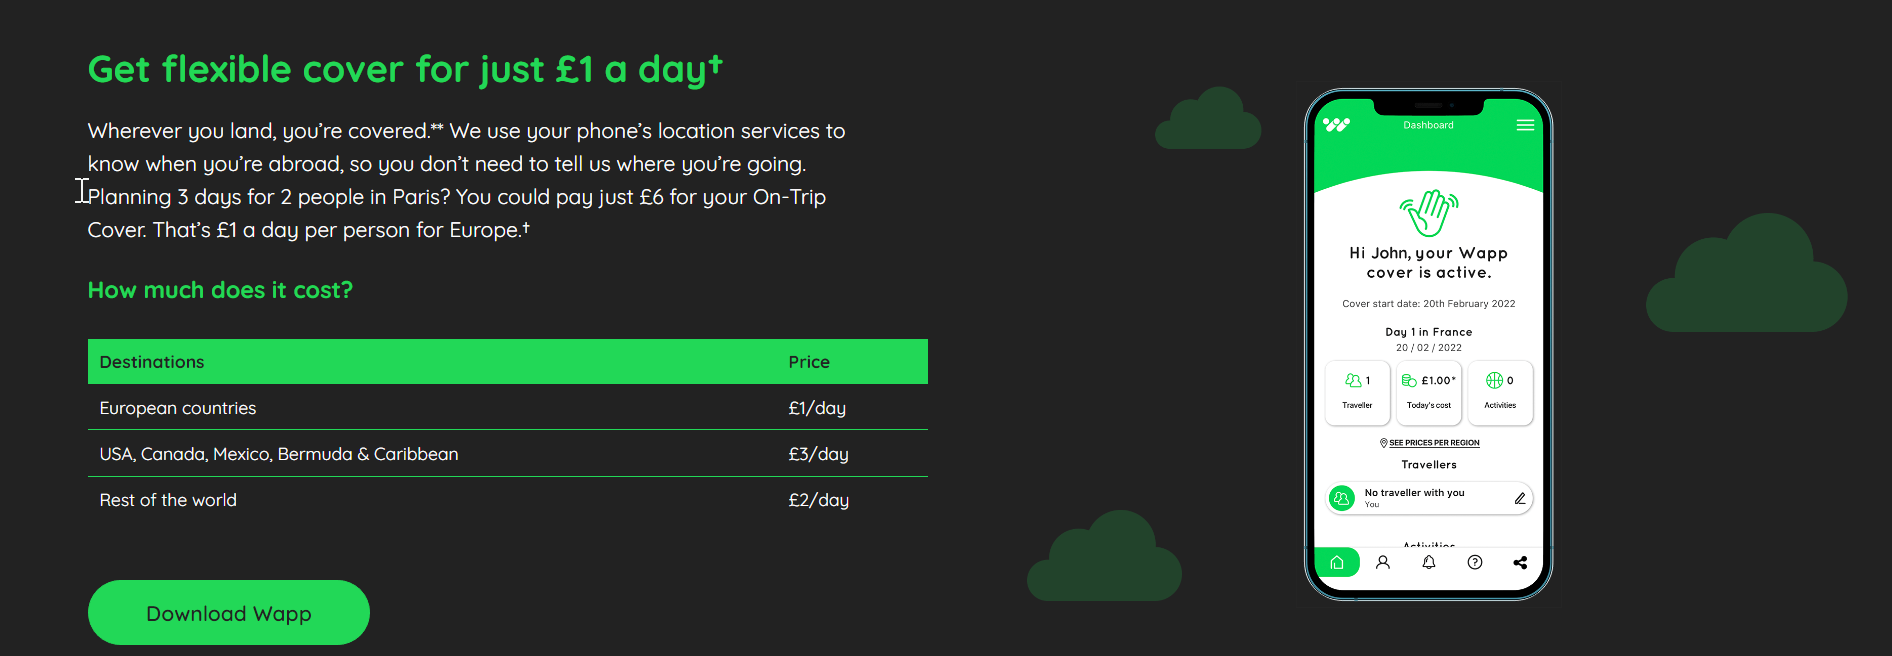 Get flexible cover for just £1 a day†
Wherever you land, you’re covered.** We use your phone’s location services to
know when you’re abroad, so you don’t need to tell us where you’re going.
Planning 3 days for 2 people in Paris? You could pay just £6 for your On-Trip
Cover. That’s £1 a day per person for Europe.†
How much does it cost?
Destinations Price
European countries £1/day
USA, Canada, Mexico, Bermuda & Caribbean £3/day
Rest of the world £2/day
Download Wapp
Dashboard
Hi John, your Wapp
cover is active.
Cover start date: 20th February 2022
Day 1 in France
20 / 02 / 2022
1 £1.00* 0
Traveller Today's cost Activities
SEE PRICES PER REGION
Travellers
No traveller with you
You
Activities